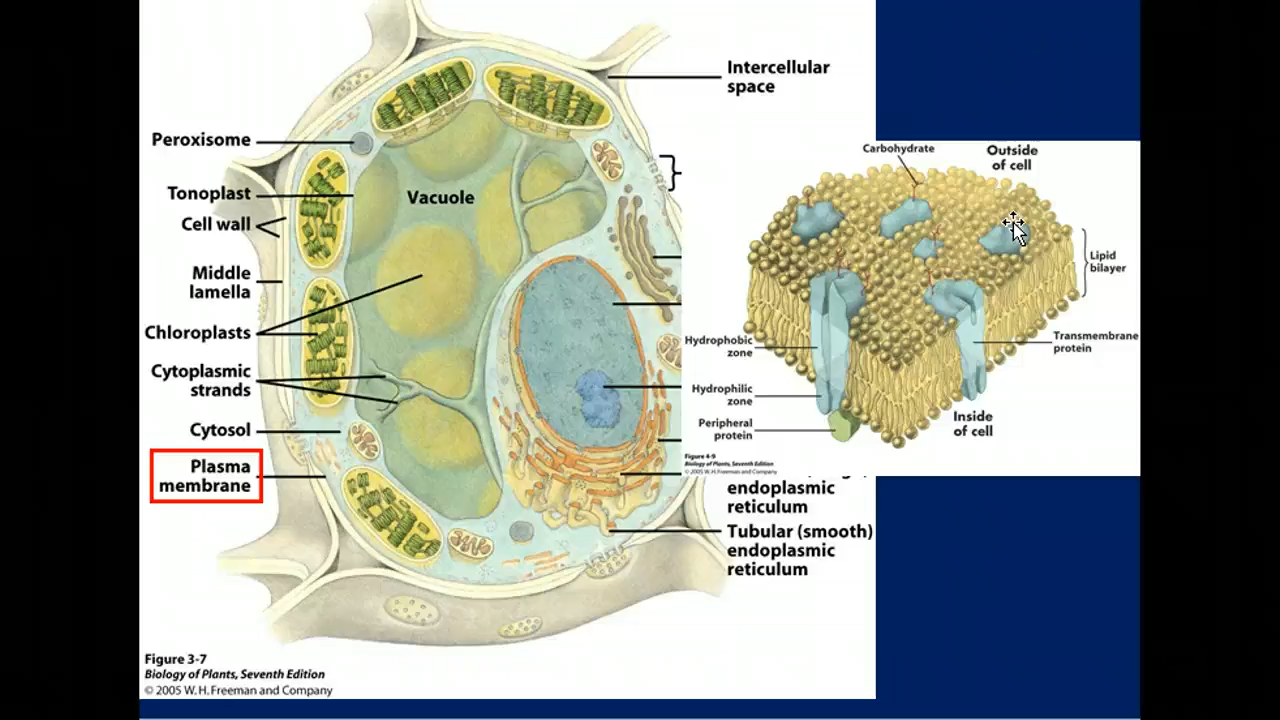 Intercellular
space
Peroxisome
Tonoplast
Vacuole
Cell wall
Middle
lamella
Chloroplasts
Cytoplasmic
strands
Cytosol
Plasma
membrane
endoplasmic
reticulum
Tubular (smooth)
endoplasmic
reticulum
Figure 3-7
Biology of Plants, Seventh Edition
© 2005 W. H. Freeman and Company
Carbohydrate
Outside
of cell
Lipid
bilayer
Hydrophobic
zone
Transmembrane
protein
Hydrophilic
zone
Peripheral
protein
Inside
of cell
Figure 4-9
Biology of Plants, Seventh Edition
© 2005 W. H. Freeman and Company